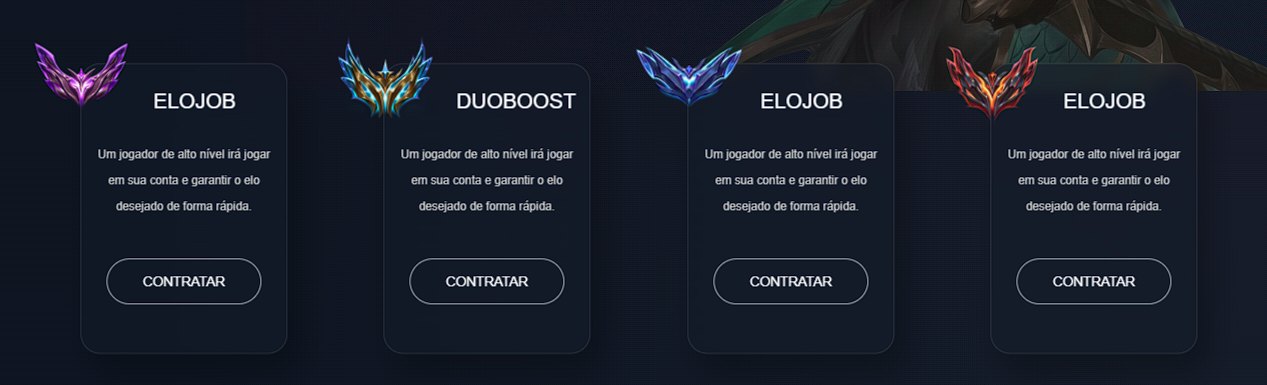 ELOJOB
Um jogador de alto nível irá jogar
em sua conta e garantir o elo
desejado de forma rápida.
CONTRATAR
DUOBOOST
Um jogador de alto nível irá jogar
em sua conta e garantir o elo
desejado de forma rápida.
CONTRATAR
ELOJOB
Um jogador de alto nível irá jogar
em sua conta e garantir o elo
desejado de forma rápida.
CONTRATAR
ELOJOB
Um jogador de alto nível irá jogar
em sua conta e garantir o elo
desejado de forma rápida.
CONTRATAR